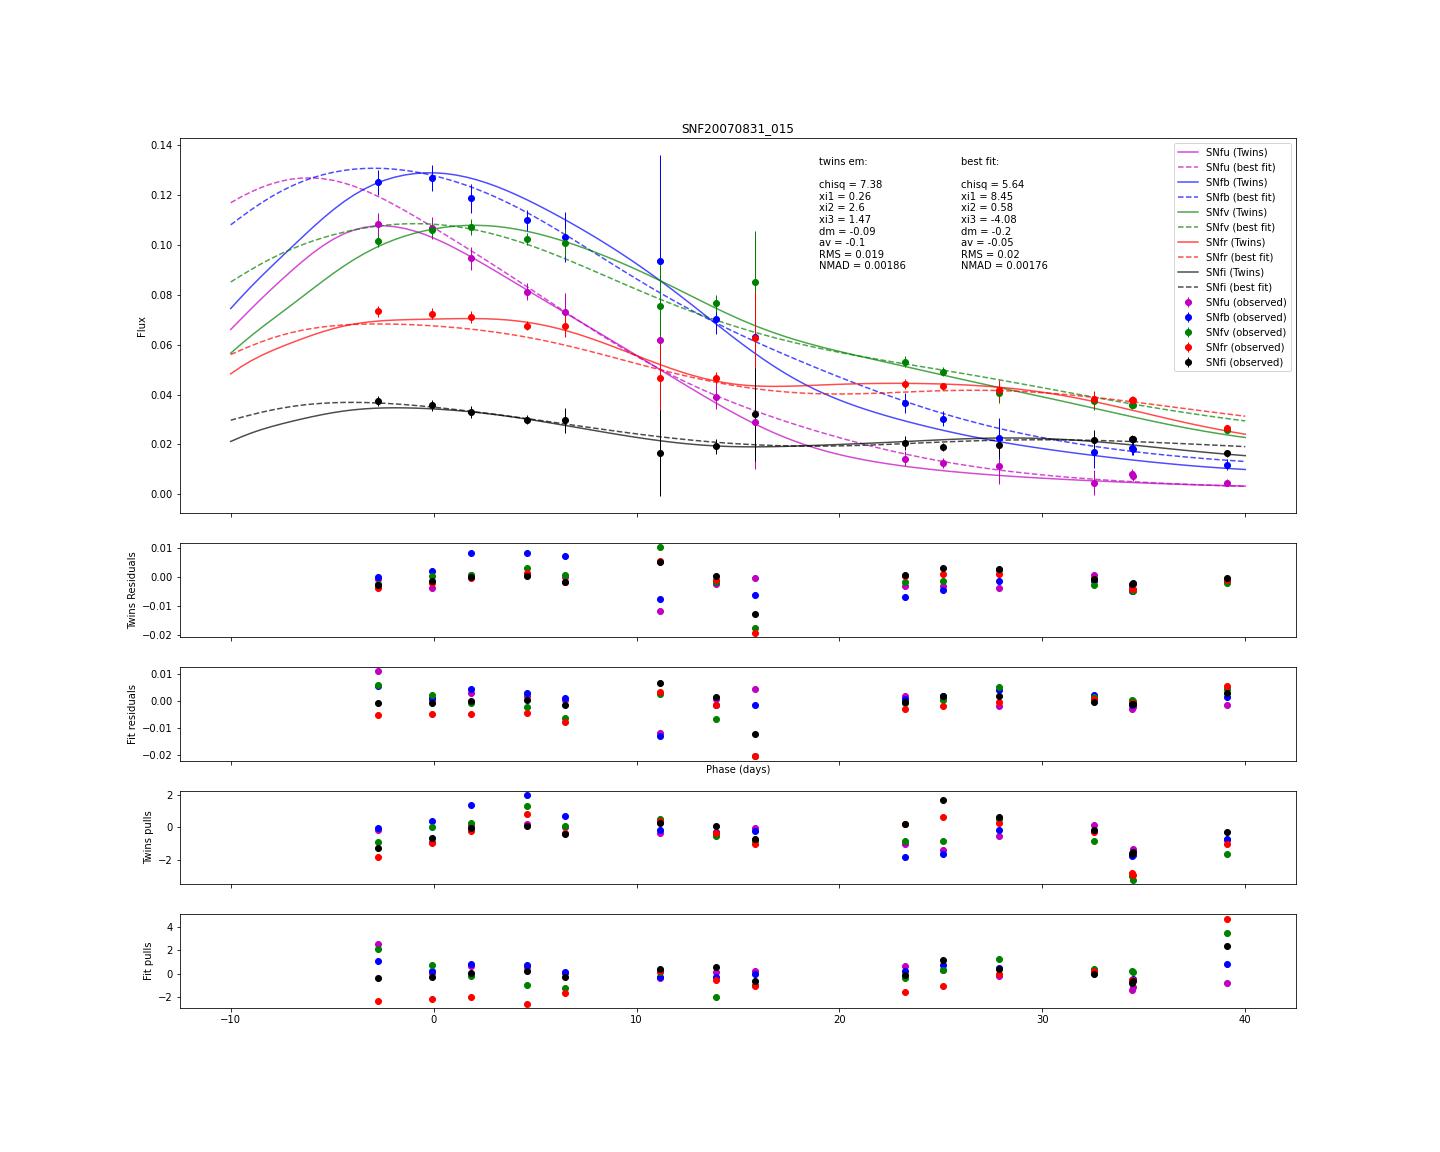 SNF20070831_015
0.14
0.12
0.10
0.08
0.06
0.04
0.02
0.00
Flux
twins em:
chisq = 7.38
xi1 = 0.26
xi2 = 2.6
xi3 = 1.47
dm = -0.09
av = -0.1
RMS = 0.019
NMAD = 0.00186
best fit:
chisq = 5.64
xi1 = 8.45
xi2 = 0.58
xi3 = -4.08
dm = -0.2
av = -0.05
RMS = 0.02
NMAD = 0.00176
SNfu (Twins)
SNfu (best fit)
SNfb (Twins)
SNfb (best fit)
SNfv (Twins)
SNfv (best fit)
SNfr (Twins)
SNfr (best fit)
SNfi (Twins)
SNfi (best fit)
SNfu (observed)
SNfb (observed)
SNfv (observed)
SNfr (observed)
SNfi (observed)
0.01
0.00
−0.01
−0.02
Twins Residuals
0.01
0.00
−0.01
−0.02
Fit residuals
Phase (days)
2
0
−2
Twins pulls
4
2
0
−2
Fit pulls
−10
0
10
20
30
40